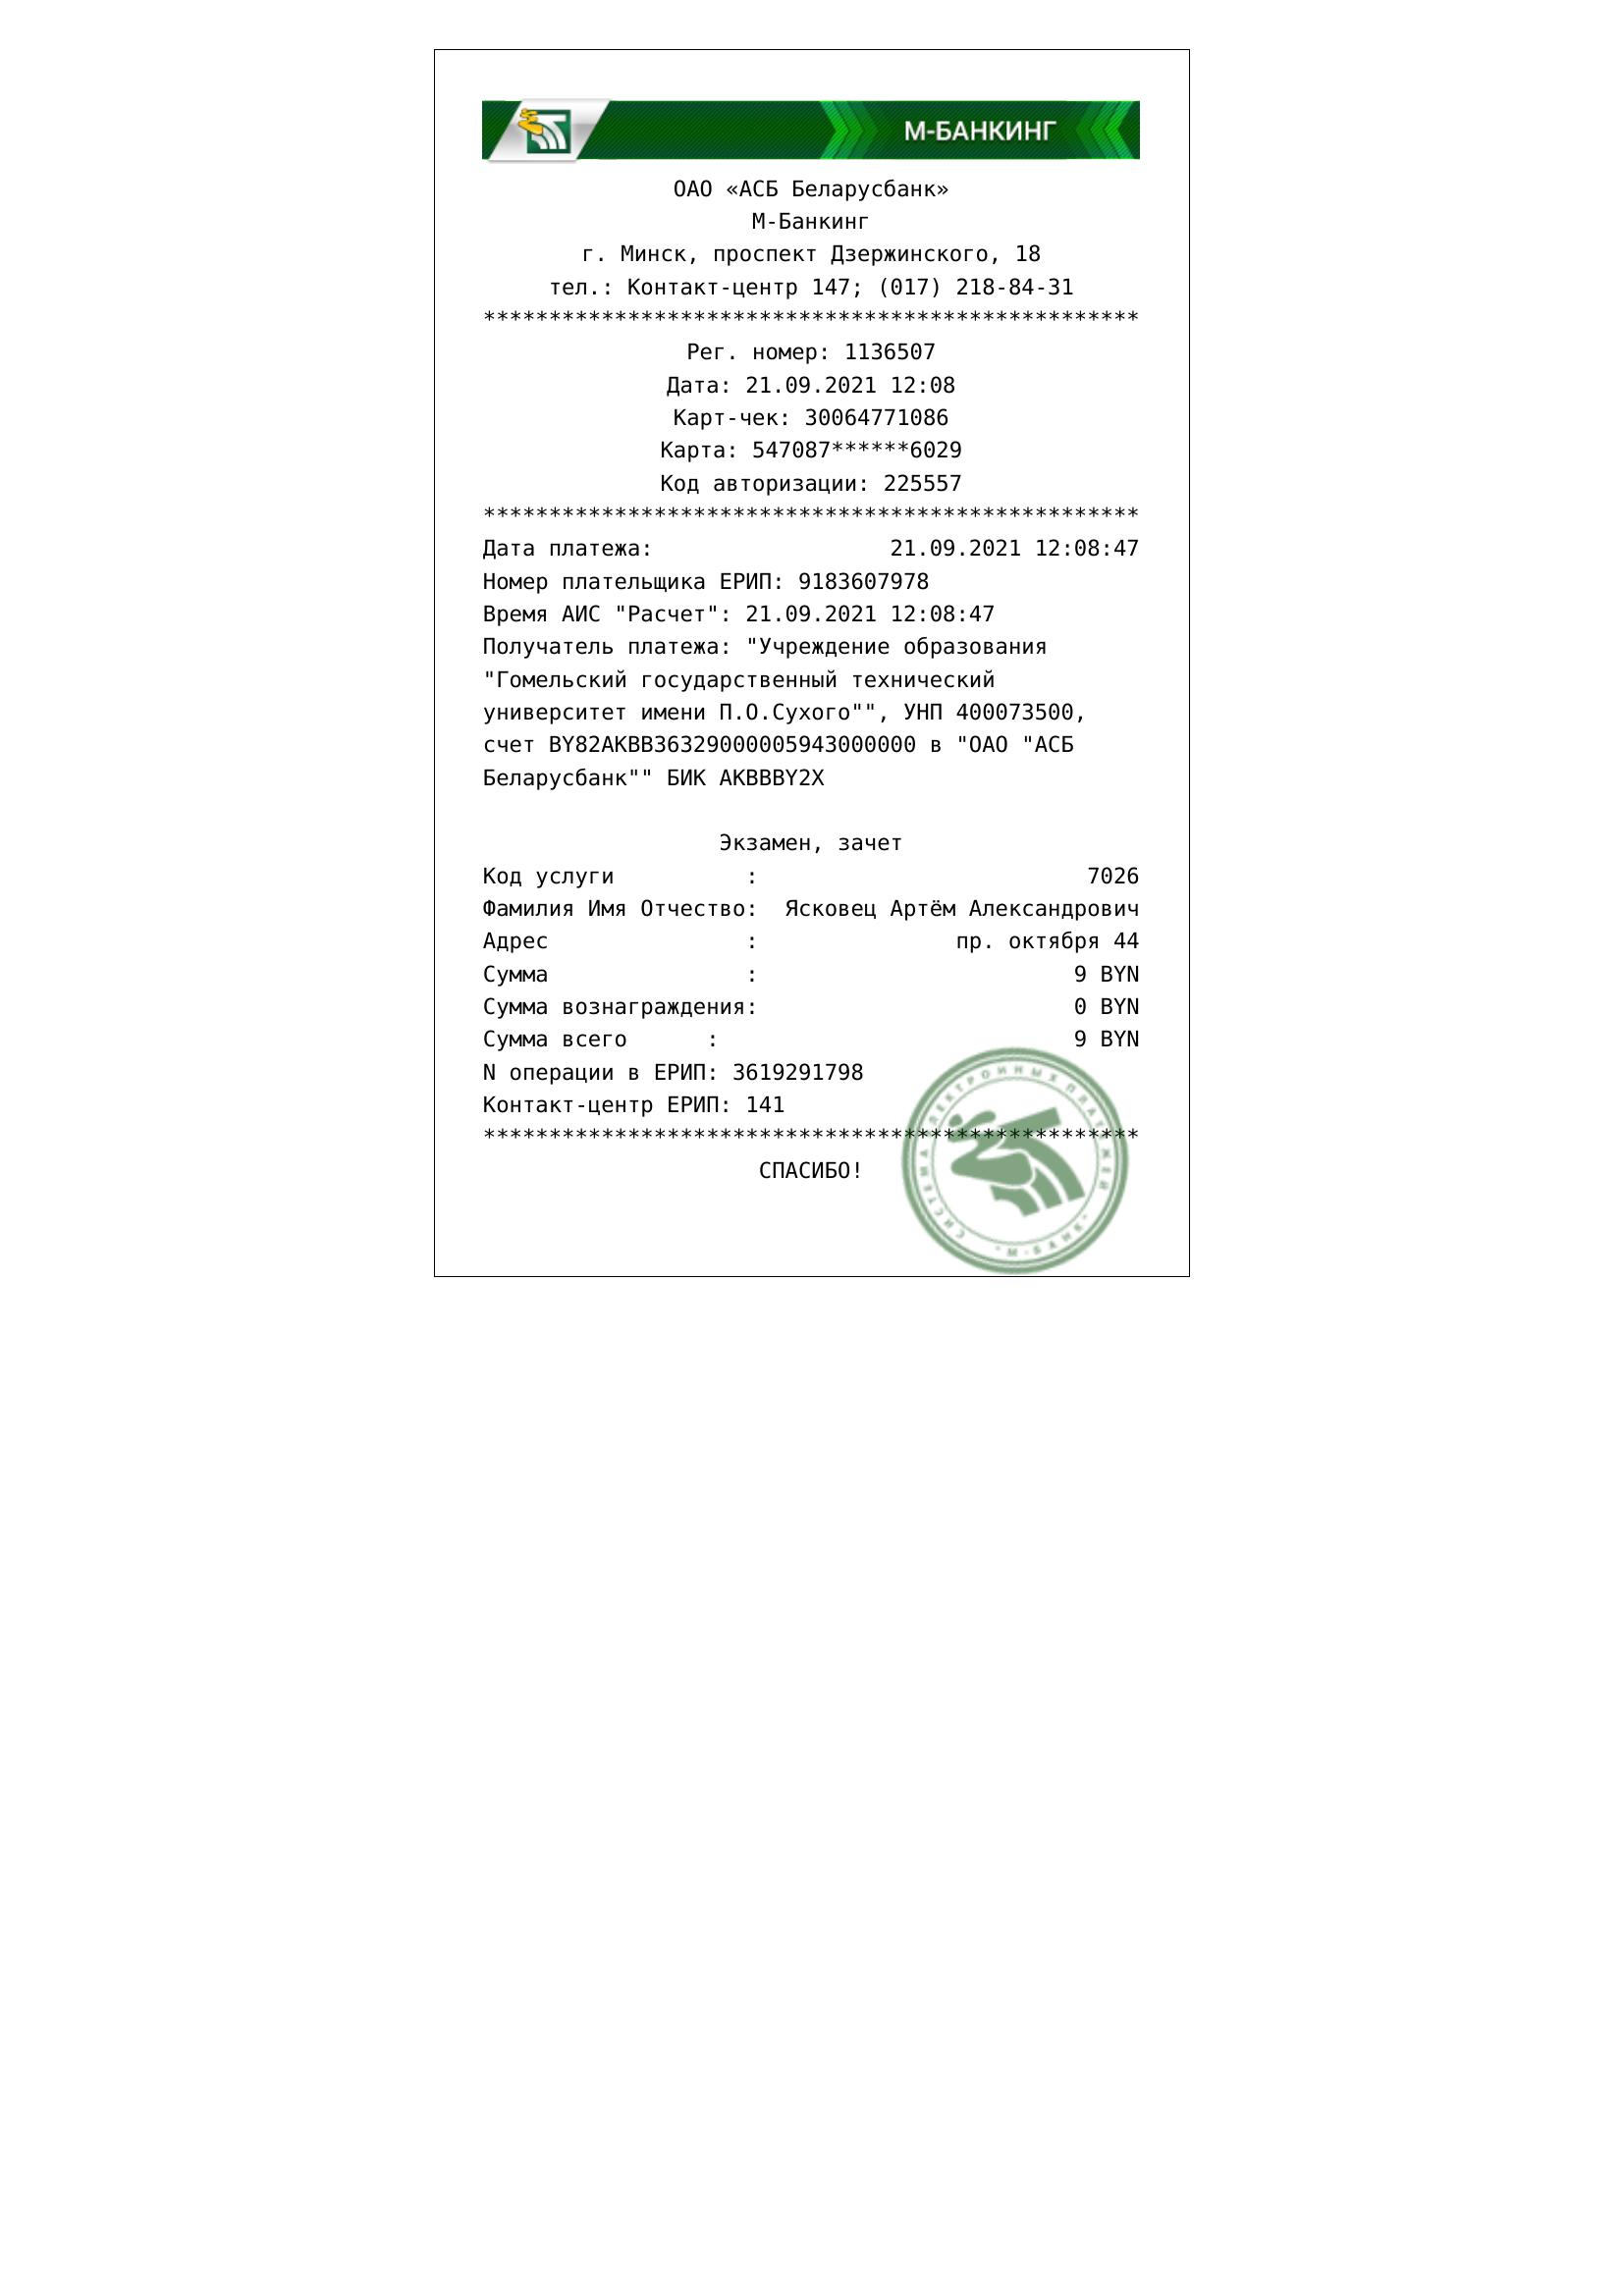 М-БАНКИНГ
ОАО «АСБ Беларусбанк»
М-Банкинг
г. Минск, проспект Дзержинского, 18
тел.: Контакт-центр 147; (017) 218-84-31
**************************************************
Рег. номер: 1136507
Дата: 21.09.2021 12:08
Карт-чек: 30064771086
Карта: 547087******6029
Код авторизации: 225557
**************************************************
Дата платежа: 21.09.2021 12:08:47
Номер плательщика ЕРИП: 9183607978
Время АИС "Расчет": 21.09.2021 12:08:47
Получатель платежа: "Учреждение образования
"Гомельский государственный технический
университет имени П.О.Сухого"", УНП 400073500,
счет BY82AKBB36329000005943000000 в "ОАО "АСБ
Беларусбанк"" БИК AKBBBY2X
Экзамен, зачет
Код услуги : 7026
Фамилия Имя Отчество: Ясковец Артём Александрович
Адрес : пр. октября 44
Сумма : 9 BYN
Сумма вознаграждения: 0 BYN
Сумма всего : 9 BYN
N операции в ЕРИП: 3619291798
Контакт-центр ЕРИП: 141
**************************************************
СПАСИБО!
СИСТЕМА ЭЛЕКТРОННЫХ ПЛАТЕЖЕЙ
"М-БАНК"